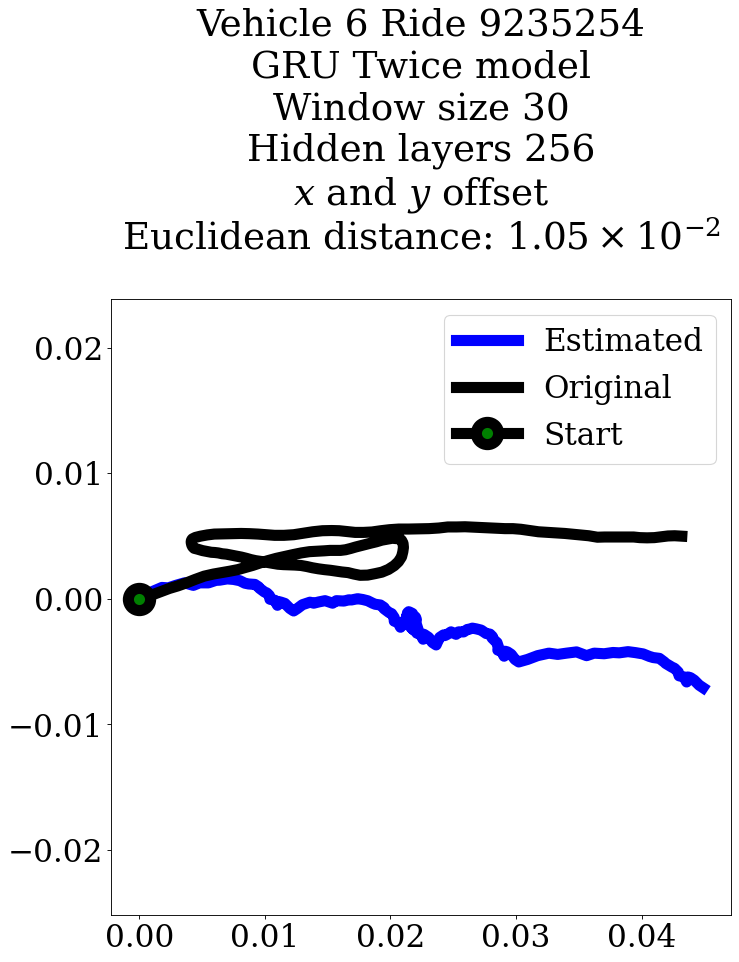 Vehicle 6 Ride 9235254
GRU Twice model
Window size 30
Hidden layers 256
x and y offset
Euclidean distance: 1.05 × 10⁻²
Estimated
Original
Start
0.02
0.01
0.00
−0.01
−0.02
0.00 0.01 0.02 0.03 0.04